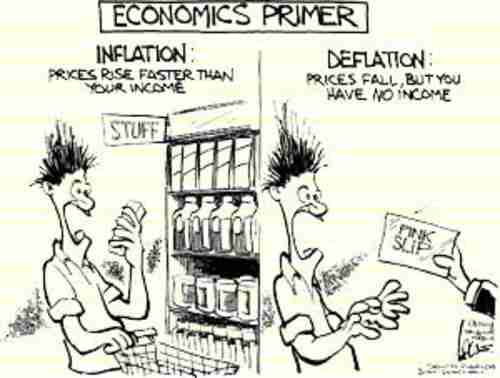 ECONOMICS PRIMER
INFLATION:
PRICES RISE FASTER THAN
YOUR INCOME
DEFLATION:
PRICES FALL, BUT YOU
HAVE NO INCOME
STUFF
PINK
SLIP